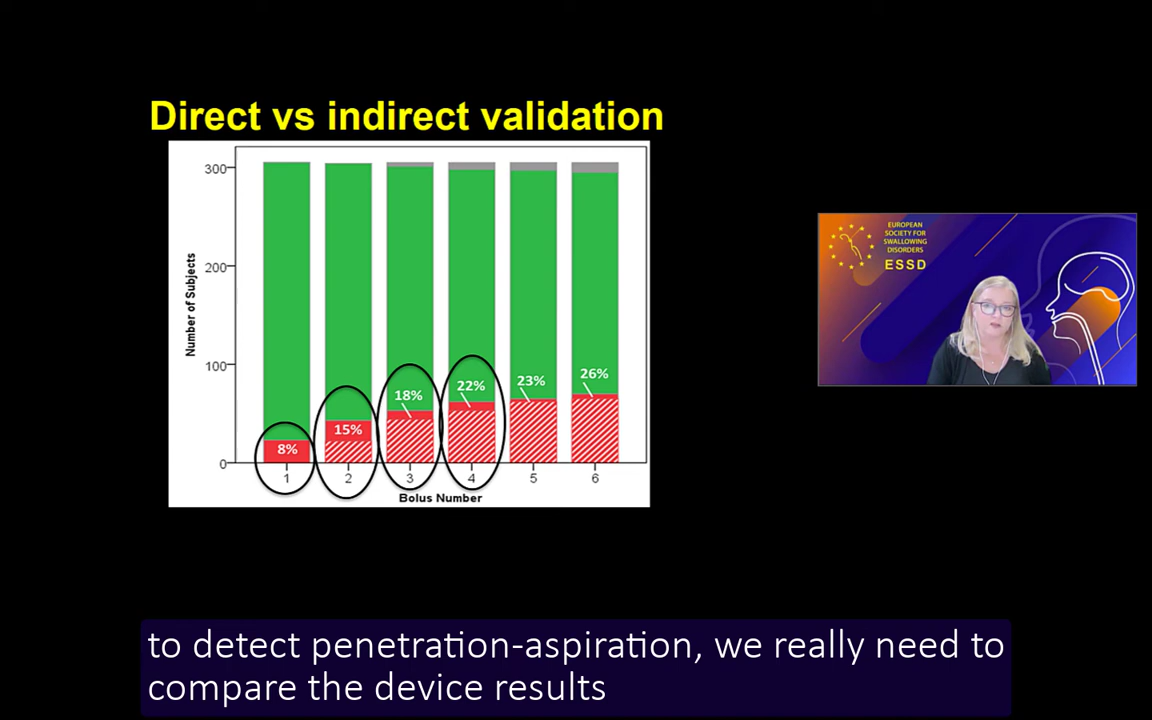 Direct vs indirect validation
300
200
100
0
Number of Subjects
8%
15%
18%
22%
23%
26%
1 2 3 4 5 6
Bolus Number
EUROPEAN
SOCIETY FOR
SWALLOWING
DISORDERS
ESSD
to detect penetration-aspiration, we really need to
compare the device results